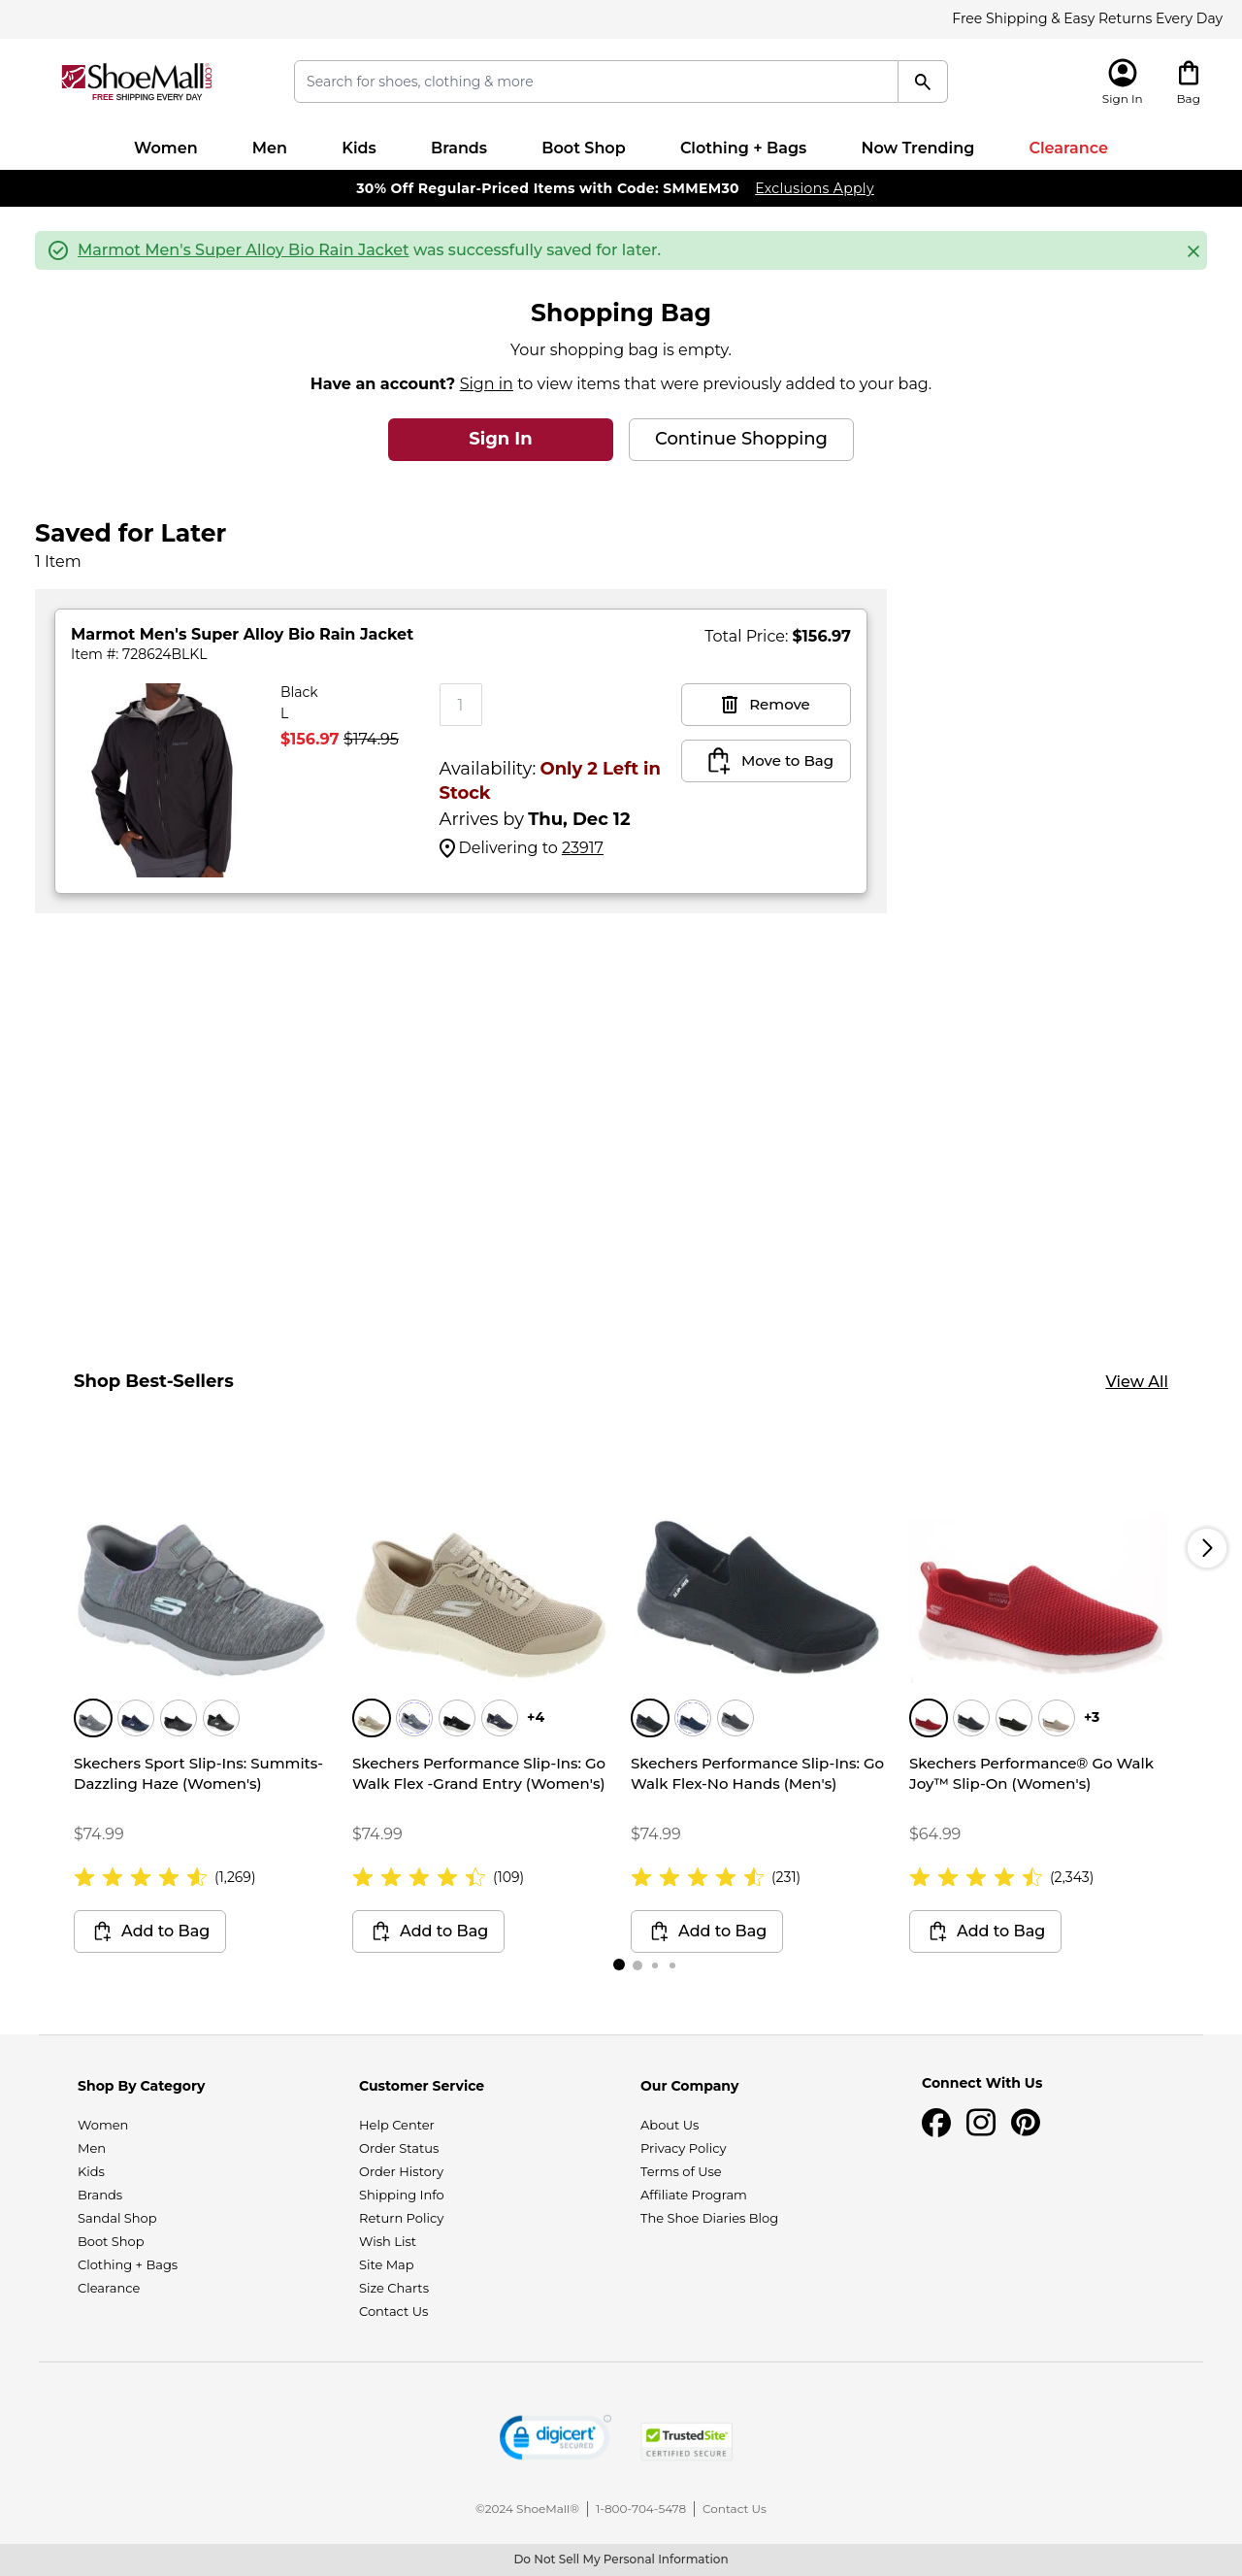 Free Shipping & Easy Returns Every Day
ShoeMall.com
FREE SHIPPING EVERY DAY
Search for shoes, clothing & more
Sign In
Bag
Women Men Kids Brands Boot Shop Clothing + Bags Now Trending Clearance
30% Off Regular-Priced Items with Code: SMMEM30 Exclusions Apply
Marmot Men's Super Alloy Bio Rain Jacket was successfully saved for later.
Shopping Bag
Your shopping bag is empty.
Have an account? Sign in to view items that were previously added to your bag.
Sign In
Continue Shopping
Saved for Later
1 Item
Marmot Men's Super Alloy Bio Rain Jacket
Item #: 728624BLKL
Total Price: $156.97
Black
L
$156.97 $174.95
1
Availability: Only 2 Left in
Stock
Arrives by Thu, Dec 12
Delivering to 23917
Remove
Move to Bag
Shop Best-Sellers
View All
+4
+3
Skechers Sport Slip-Ins: Summits-
Dazzling Haze (Women's)
$74.99
(1,269)
Add to Bag
Skechers Performance Slip-Ins: Go
Walk Flex -Grand Entry (Women's)
$74.99
(109)
Add to Bag
Skechers Performance Slip-Ins: Go
Walk Flex-No Hands (Men's)
$74.99
(231)
Add to Bag
Skechers Performance® Go Walk
Joy™ Slip-On (Women's)
$64.99
(2,343)
Add to Bag
Shop By Category
Women
Men
Kids
Brands
Sandal Shop
Boot Shop
Clothing + Bags
Clearance
Customer Service
Help Center
Order Status
Order History
Shipping Info
Return Policy
Wish List
Site Map
Size Charts
Contact Us
Our Company
About Us
Privacy Policy
Terms of Use
Affiliate Program
The Shoe Diaries Blog
Connect With Us
digicert
SECURED
TrustedSite
CERTIFIED SECURE
©2024 ShoeMall® | 1-800-704-5478 | Contact Us
Do Not Sell My Personal Information